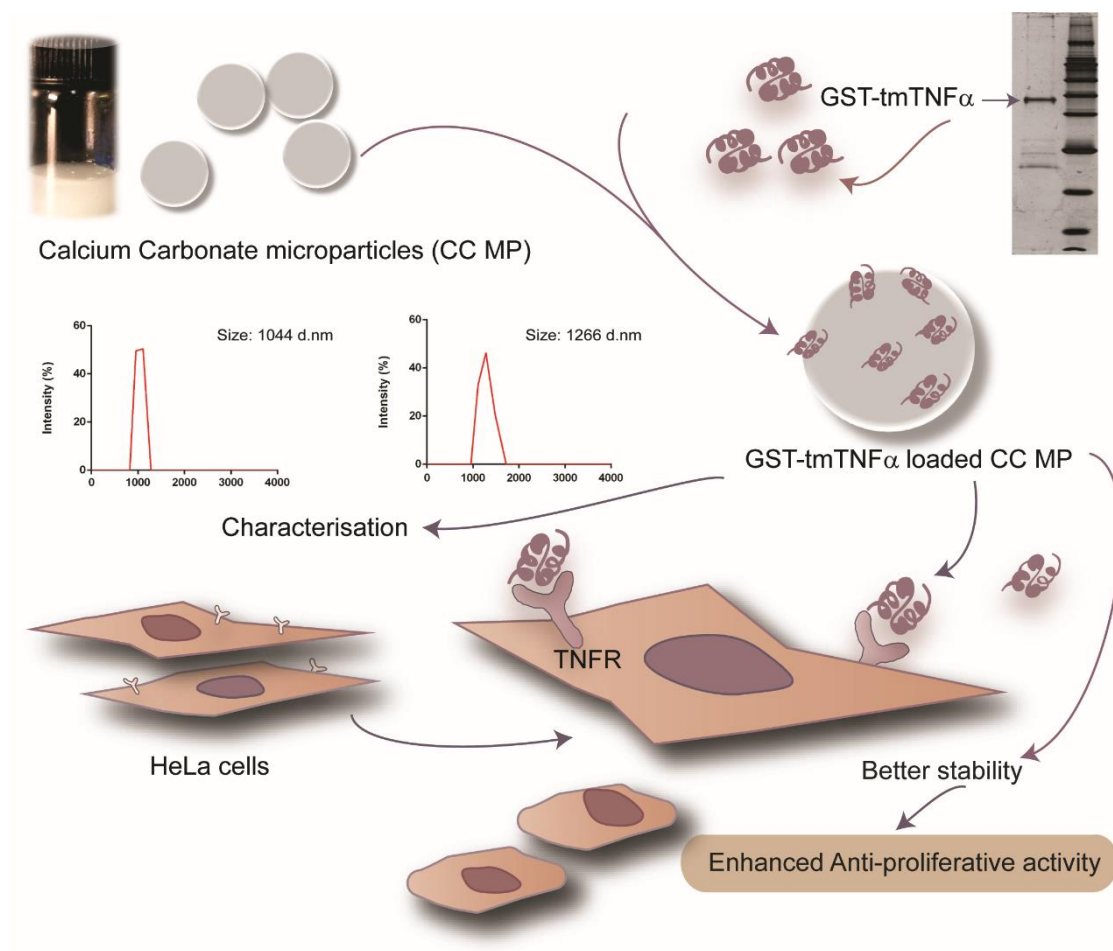 GST-tmTNFα
Calcium Carbonate microparticles (CC MP)
Size: 1044 d.nm
Intensity (%)
60
40
20
0
0 1000 2000 3000 4000
Size: 1266 d.nm
Intensity (%)
60
40
20
0
0 1000 2000 3000 4000
GST-tmTNFα loaded CC MP
Characterisation
TNFR
HeLa cells
Better stability
Enhanced Anti-proliferative activity